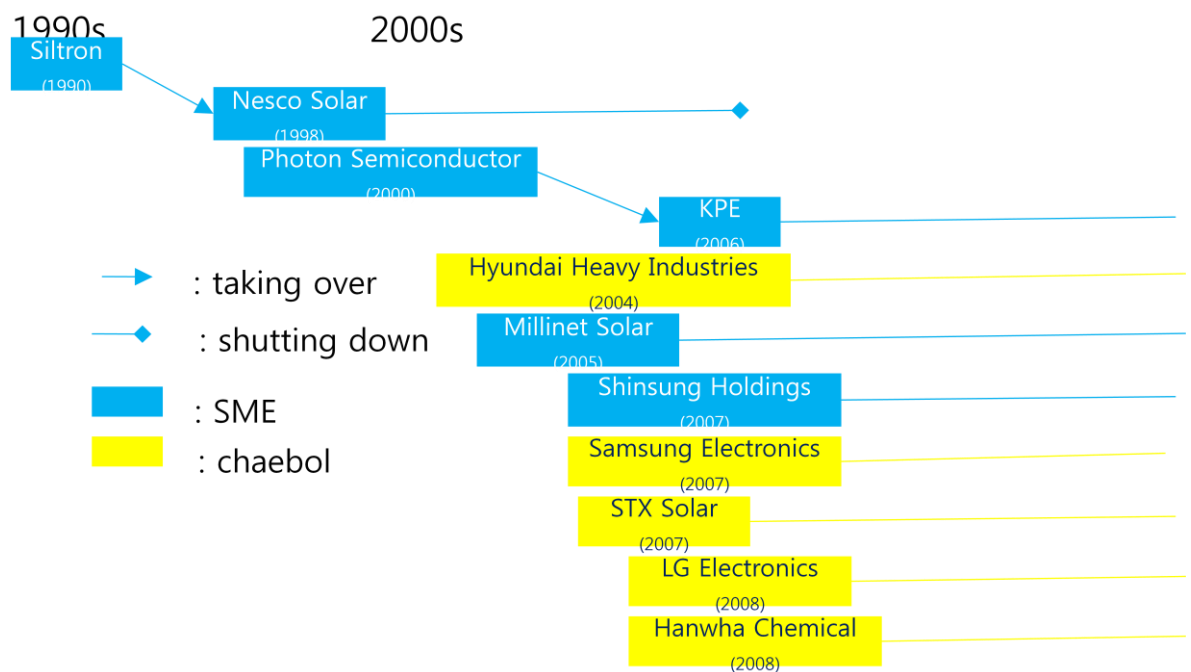 1990s
2000s
Siltron
(1990)
Nesco Solar
(1998)
Photon Semiconductor
(2000)
KPE
(2006)
Hyundai Heavy Industries
(2004)
: taking over
Millinet Solar
(2005)
: shutting down
Shinsung Holdings
(2007)
: SME
Samsung Electronics
(2007)
: chaebol
STX Solar
(2007)
LG Electronics
(2008)
Hanwha Chemical
(2008)